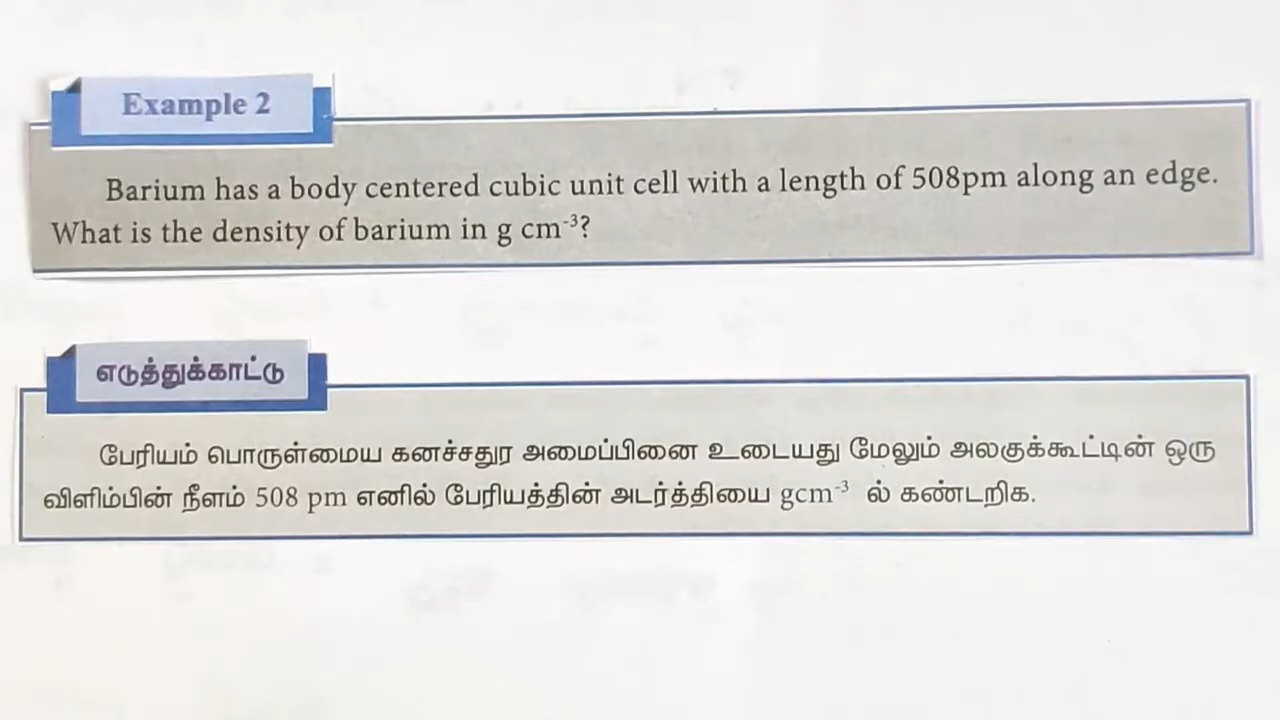 Example 2
Barium has a body centered cubic unit cell with a length of 508pm along an edge.
What is the density of barium in g cm⁻³?
எடுத்துக்காட்டு
பேரியம் பொருள்மைய கனச்சதுர அமைப்பினை உடையது மேலும் அலகுக்கூட்டின் ஒரு
விளிம்பின் நீளம் 508 pm எனில் பேரியத்தின் அடர்த்தியை gcm⁻³ ல் கண்டறிக.